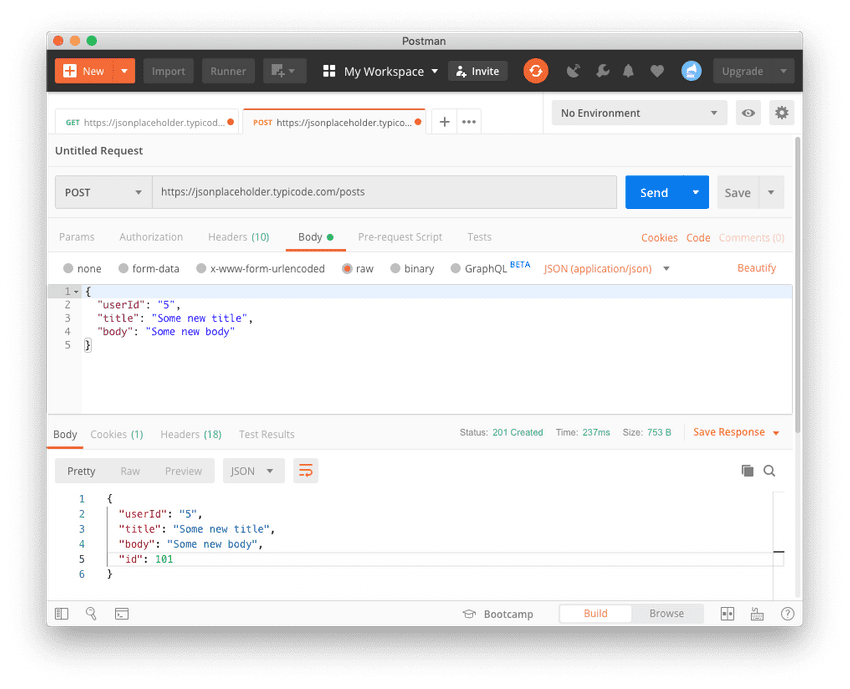 Postman
New Import Runner My Workspace Invite Upgrade
GET https://jsonplaceholder.typicod... POST https://jsonplaceholder.typico... + ••• No Environment
Untitled Request
POST https://jsonplaceholder.typicode.com/posts Send Save
Params Authorization Headers (10) Body Pre-request Script Tests Cookies Code Comments (0)
none form-data x-www-form-urlencoded raw binary GraphQL BETA JSON (application/json) Beautify
1 {
2 "userId": "5",
3 "title": "Some new title",
4 "body": "Some new body"
5 }
Body Cookies (1) Headers (18) Test Results Status: 201 Created Time: 237ms Size: 753 B Save Response
Pretty Raw Preview JSON
1 {
2 "userId": "5",
3 "title": "Some new title",
4 "body": "Some new body",
5 "id": 101
6 }
Bootcamp Build Browse ?